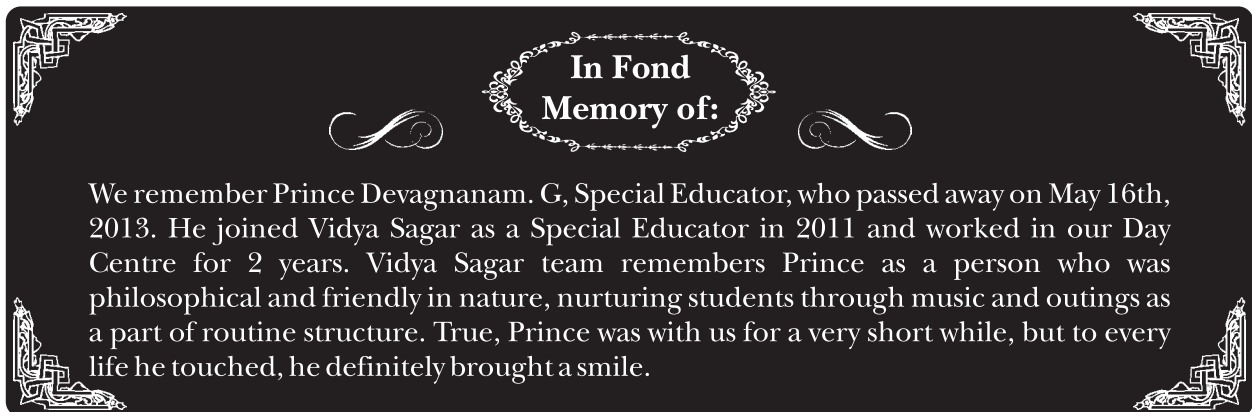 In Fond
Memory of:
We remember Prince Devagnanam. G, Special Educator, who passed away on May 16th,
2013. He joined Vidya Sagar as a Special Educator in 2011 and worked in our Day
Centre for 2 years. Vidya Sagar team remembers Prince as a person who was
philosophical and friendly in nature, nurturing students through music and outings as
a part of routine structure. True, Prince was with us for a very short while, but to every
life he touched, he definitely brought a smile.